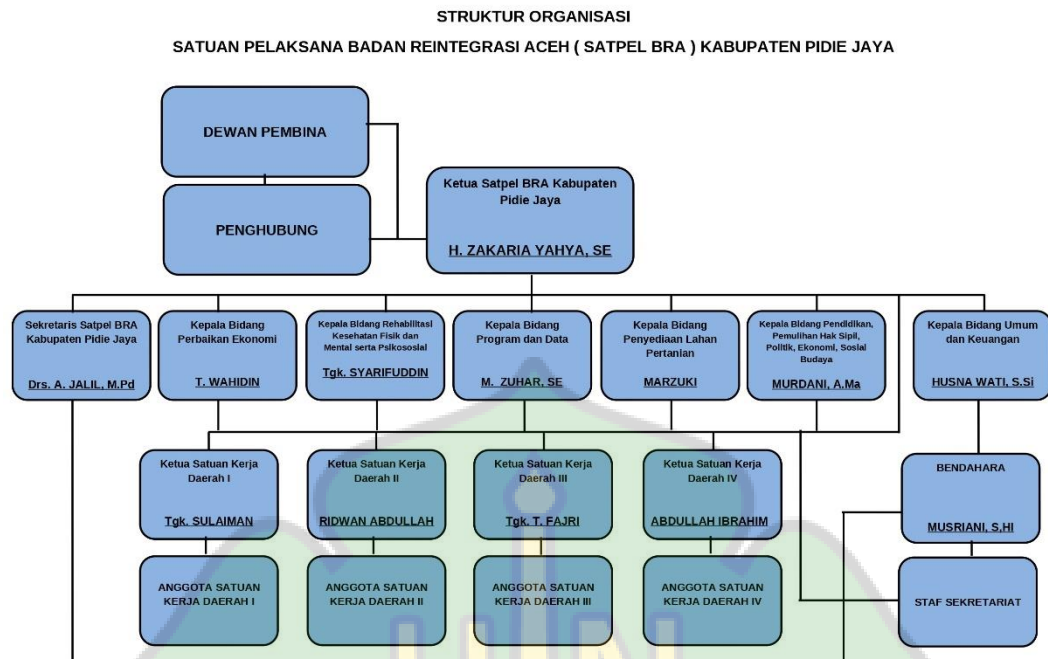 STRUKTUR ORGANISASI
SATUAN PELAKSANA BADAN REINTEGRASI ACEH ( SATPEL BRA ) KABUPATEN PIDIE JAYA
DEWAN PEMBINA
PENGHUBUNG
Ketua Satpel BRA Kabupaten
Pidie Jaya
H. ZAKARIA YAHYA, SE
Sekretaris Satpel BRA
Kabupaten Pidie Jaya
Drs. A. JALIL, M.Pd
Kepala Bidang
Perbaikan Ekonomi
T. WAHIDIN
Kepala Bidang Rehabilitasi
Kesehatan Fisik dan
Mental serta Psikososial
Tgk. SYARIFUDDIN
Kepala Bidang
Program dan Data
M. ZUHAR, SE
Kepala Bidang
Penyediaan Lahan
Pertanian
MARZUKI
Kepala Bidang Pendidikan,
Pemulihan Hak Sipil,
Politik, Ekonomi, Sosial
Budaya
MURDANI, A.Ma
Kepala Bidang Umum
dan Keuangan
HUSNA WATI, S.Si
Ketua Satuan Kerja
Daerah I
Tgk. SULAIMAN
Ketua Satuan Kerja
Daerah II
RIDWAN ABDULLAH
Ketua Satuan Kerja
Daerah III
Tgk. T. FAJRI
Ketua Satuan Kerja
Daerah IV
ABDULLAH IBRAHIM
BENDAHARA
MUSRIANI, S,HI
ANGGOTA SATUAN
KERJA DAERAH I
ANGGOTA SATUAN
KERJA DAERAH II
ANGGOTA SATUAN
KERJA DAERAH III
ANGGOTA SATUAN
KERJA DAERAH IV
STAF SEKRETARIAT